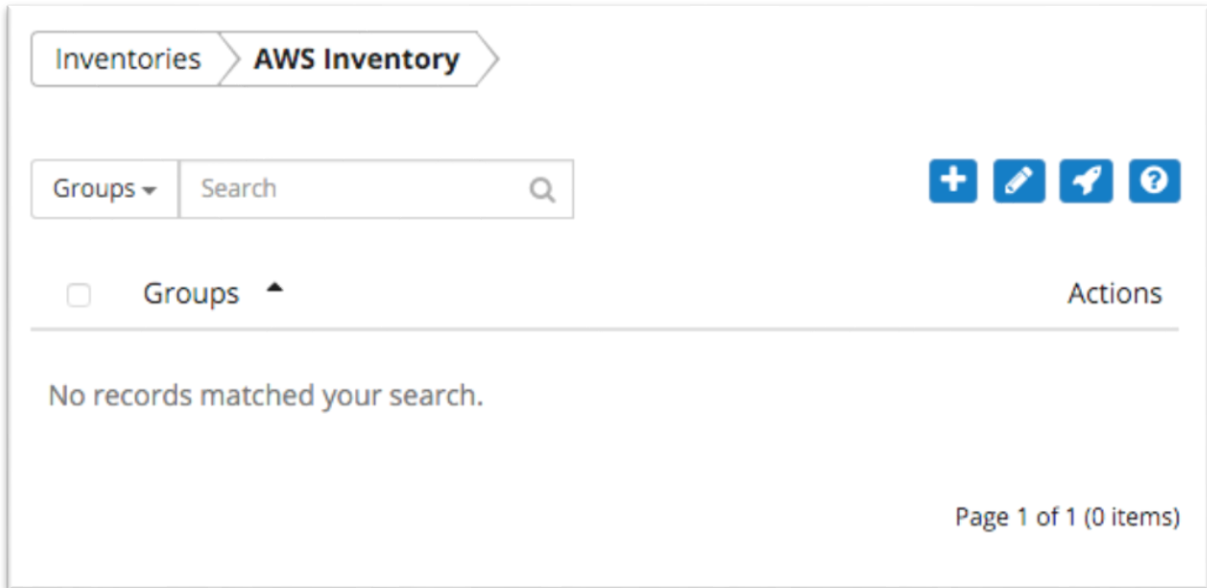 Inventories AWS Inventory
Groups Search
Groups Actions
No records matched your search.
Page 1 of 1 (0 items)